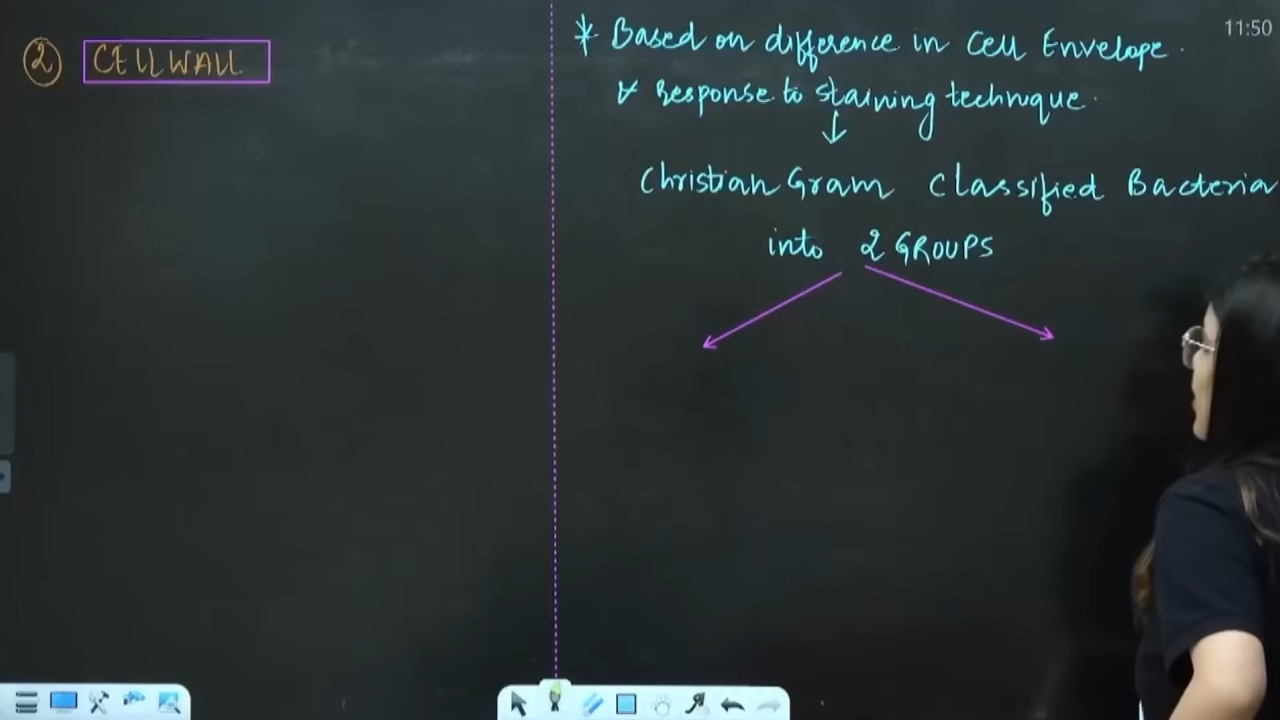 ② CELLWALL
* Based on difference in Cell Envelope.
& response to staining technique.
↓
Christian Gram Classified Bacteria
into 2 GROUPS
11:50